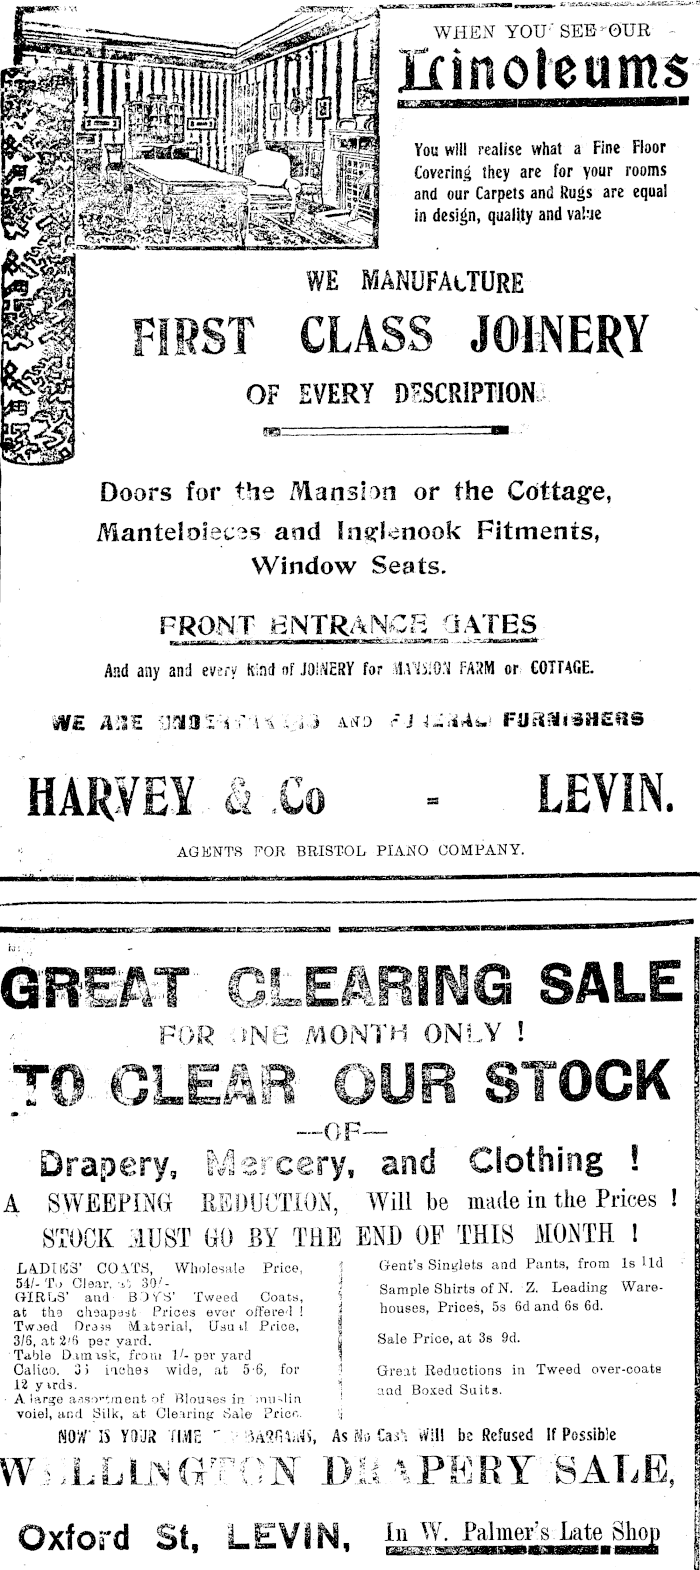 WHEN YOU SEE OUR
Linoleums
You will realise what a Fine Floor
Covering they are for your rooms
and our Carpets and Rugs are equal
in design, quality and value
WE MANUFACTURE
FIRST CLASS JOINERY
OF EVERY DESCRIPTION
Doors for the Mansion or the Cottage,
Mantelpieces and Inglenook Fitments,
Window Seats.
FRONT ENTRANCE GATES
And any and every kind of JOINERY for MANSION FARM or COTTAGE.
WE ARE UNDERTAKERS AND FUNERAL FURNISHERS
HARVEY & Co = LEVIN.
AGENTS FOR BRISTOL PIANO COMPANY.
GREAT CLEARING SALE
FOR ONE MONTH ONLY !
TO CLEAR OUR STOCK
—OF—
Drapery, Mercery, and Clothing !
A SWEEPING REDUCTION, Will be made in the Prices !
STOCK MUST GO BY THE END OF THIS MONTH !
LADIES' COATS, Wholesale Price,
54/- To Clear, at 30/-
GIRLS' and BOYS' Tweed Coats,
at the cheapest Prices ever offered !
Tweed Dress Material, Usual Price,
3/6, at 2/6 per yard.
Table Damask, from 1/- per yard
Calico, inches wide, at 5/6, for
12 yards.
A large assortment of Blouses in muslin
voiel, and Silk, at Clearing Sale Price.
Gent's Singlets and Pants, from 1s 11d
Sample Shirts of N. Z. Leading Ware-
houses, Prices, 5s 6d and 6s 6d.
Sale Price, at 3s 9d.
Great Reductions in Tweed over-coats
and Boxed Suits.
NOW IS YOUR TIME BARGAINS, As No Cash Will be Refused If Possible
WELLINGTON DRAPERY SALE,
Oxford St, LEVIN, In W. Palmer's Late Shop